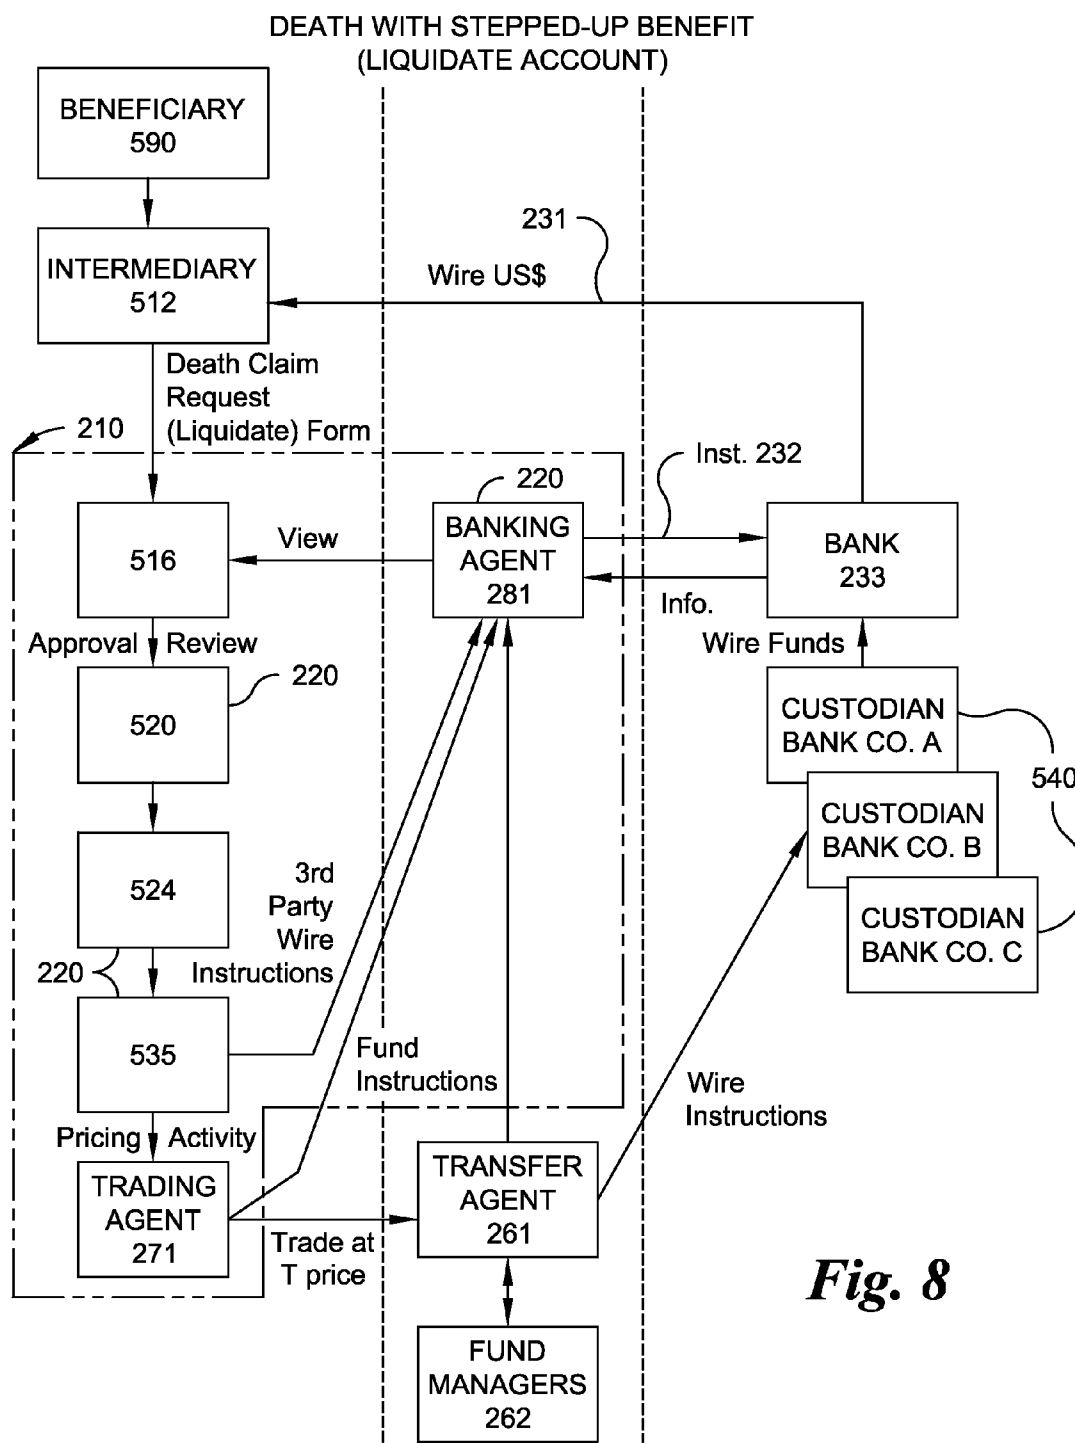 DEATH WITH STEPPED-UP BENEFIT
(LIQUIDATE ACCOUNT)
BENEFICIARY
590
INTERMEDIARY
512
231
Wire US$
Death Claim
Request
(Liquidate) Form
210
Inst. 232
220
516
View
BANKING
AGENT
281
BANK
233
Info.
Approval
Review
Wire Funds
220
520
CUSTODIAN
BANK CO. A
540
CUSTODIAN
BANK CO. B
CUSTODIAN
BANK CO. C
524
3rd
Party
Wire
Instructions
220
535
Fund
Instructions
Wire
Instructions
Pricing
Activity
TRADING
AGENT
271
TRANSFER
AGENT
261
Trade at
T price
FUND
MANAGERS
262
Fig. 8